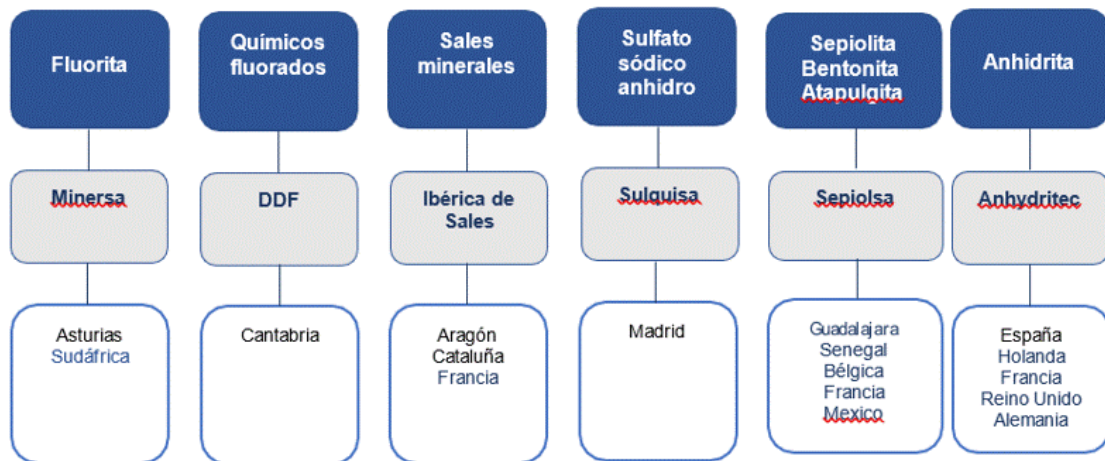 Fluorita
Químicos
fluorados
Sales
minerales
Sulfato
sódico
anhidro
Sepiolita
Bentonita
Atapulgita
Anhidrita
Minersa
DDF
Ibérica de
Sales
Sulquisa
Sepiolsa
Anhydritec
Asturias
Sudáfrica
Cantabria
Aragón
Cataluña
Francia
Madrid
Guadalajara
Senegal
Bélgica
Francia
Mexico
España
Holanda
Francia
Reino Unido
Alemania